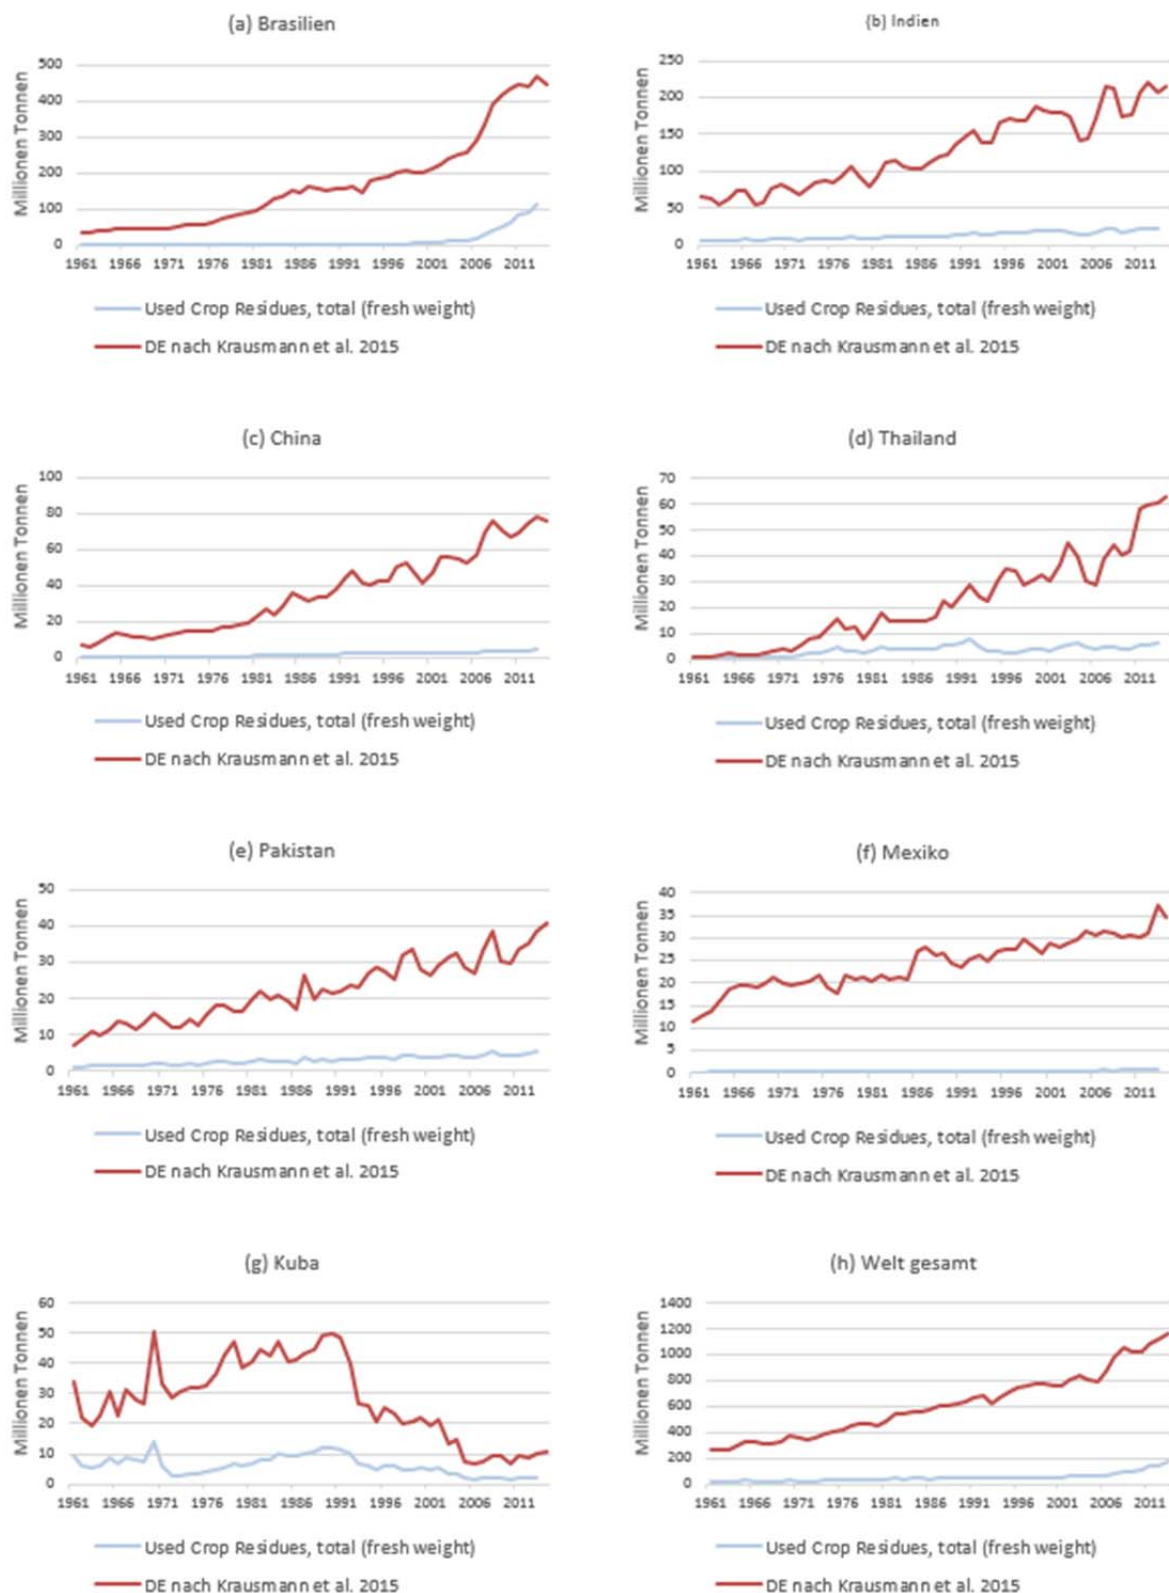 (a) Brasilien
Millionen Tonnen
500
400
300
200
100
0
1961 1966 1971 1976 1981 1986 1991 1996 2001 2006 2011
Used Crop Residues, total (fresh weight)
DE nach Krausmann et al. 2015
(b) Indien
Millionen Tonnen
250
200
150
100
50
0
1961 1966 1971 1976 1981 1986 1991 1996 2001 2006 2011
Used Crop Residues, total (fresh weight)
DE nach Krausmann et al. 2015
(c) China
Millionen Tonnen
100
80
60
40
20
0
1961 1966 1971 1976 1981 1986 1991 1996 2001 2006 2011
Used Crop Residues, total (fresh weight)
DE nach Krausmann et al. 2015
(d) Thailand
Millionen Tonnen
70
60
50
40
30
20
10
0
1961 1966 1971 1976 1981 1986 1991 1996 2001 2006 2011
Used Crop Residues, total (fresh weight)
DE nach Krausmann et al. 2015
(e) Pakistan
Millionen Tonnen
50
40
30
20
10
0
1961 1966 1971 1976 1981 1986 1991 1996 2001 2006 2011
Used Crop Residues, total (fresh weight)
DE nach Krausmann et al. 2015
(f) Mexiko
Millionen Tonnen
40
35
30
25
20
15
10
5
0
1961 1966 1971 1976 1981 1986 1991 1996 2001 2006 2011
Used Crop Residues, total (fresh weight)
DE nach Krausmann et al. 2015
(g) Kuba
Millionen Tonnen
60
50
40
30
20
10
0
1961 1966 1971 1976 1981 1986 1991 1996 2001 2006 2011
Used Crop Residues, total (fresh weight)
DE nach Krausmann et al. 2015
(h) Welt gesamt
Millionen Tonnen
1400
1200
1000
800
600
400
200
0
1961 1966 1971 1976 1981 1986 1991 1996 2001 2006 2011
Used Crop Residues, total (fresh weight)
DE nach Krausmann et al. 2015